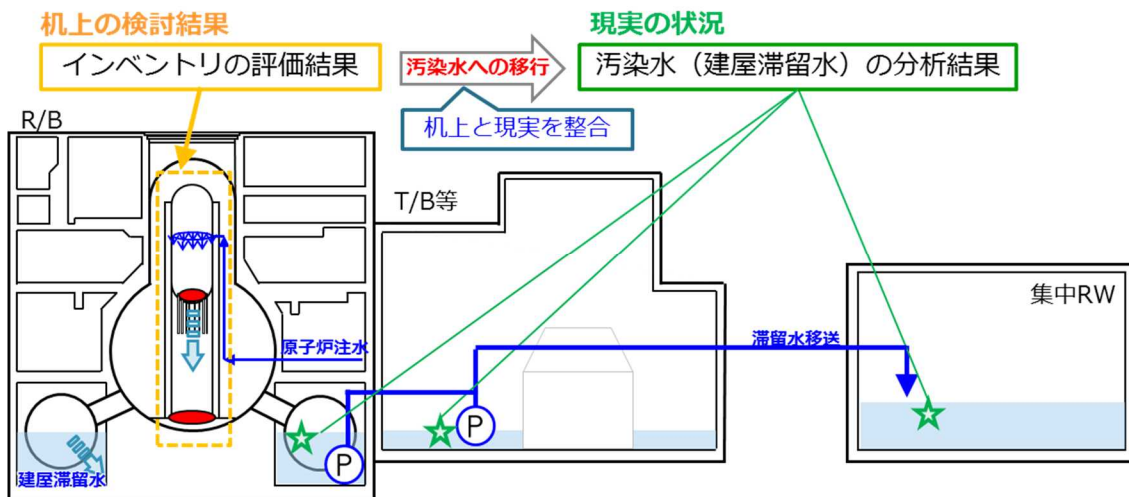 机上の検討結果
現実の状況
インベントリの評価結果
汚染水への移行
汚染水（建屋滞留水）の分析結果
机上と現実を整合
R/B
T/B等
集中RW
原子炉注水
滞留水移送
P
P
建屋滞留水